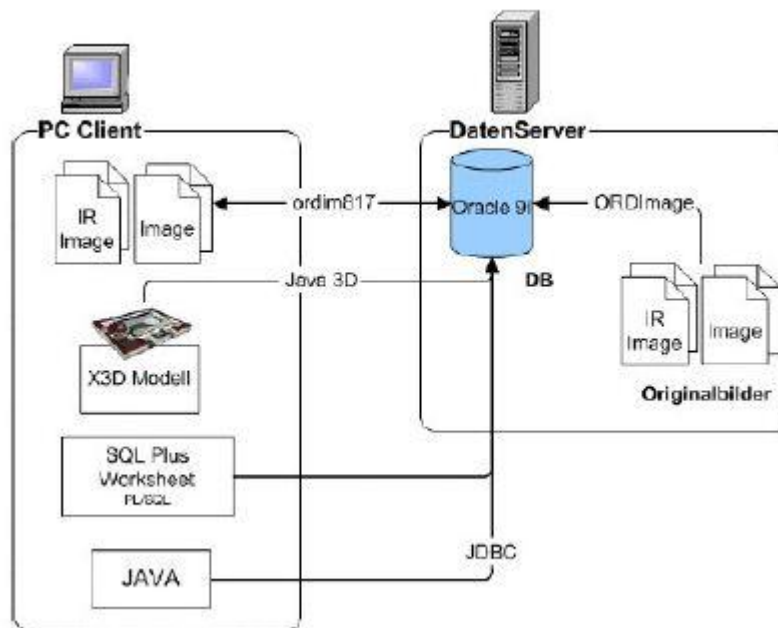 PC Client
DatenServer
IR
Image
Image
ordim817
Oracle 9i
ORDImage
Java 3D
DB
X3D Modell
IR
Image
Image
Originalbilder
SQL Plus
Worksheet
PL/SQL
JDBC
JAVA